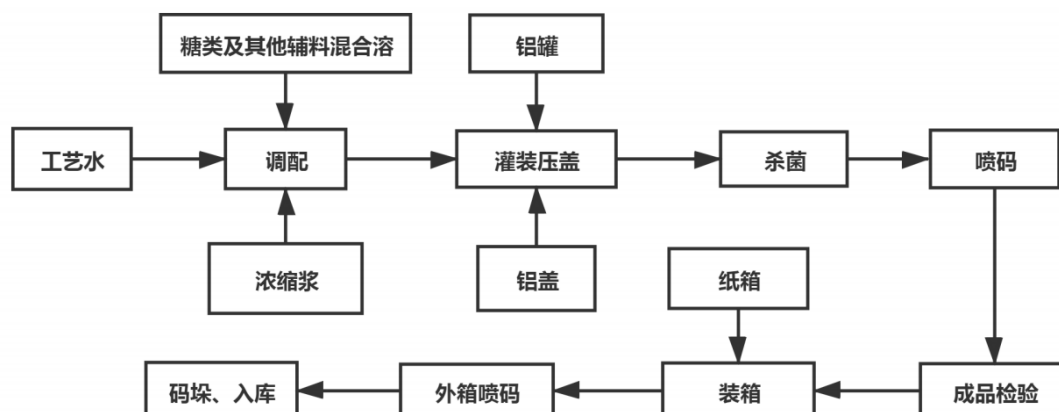 糖类及其他辅料混合溶
铝罐
工艺水
调配
灌装压盖
杀菌
喷码
浓缩浆
铝盖
纸箱
码垛、入库
外箱喷码
装箱
成品检验